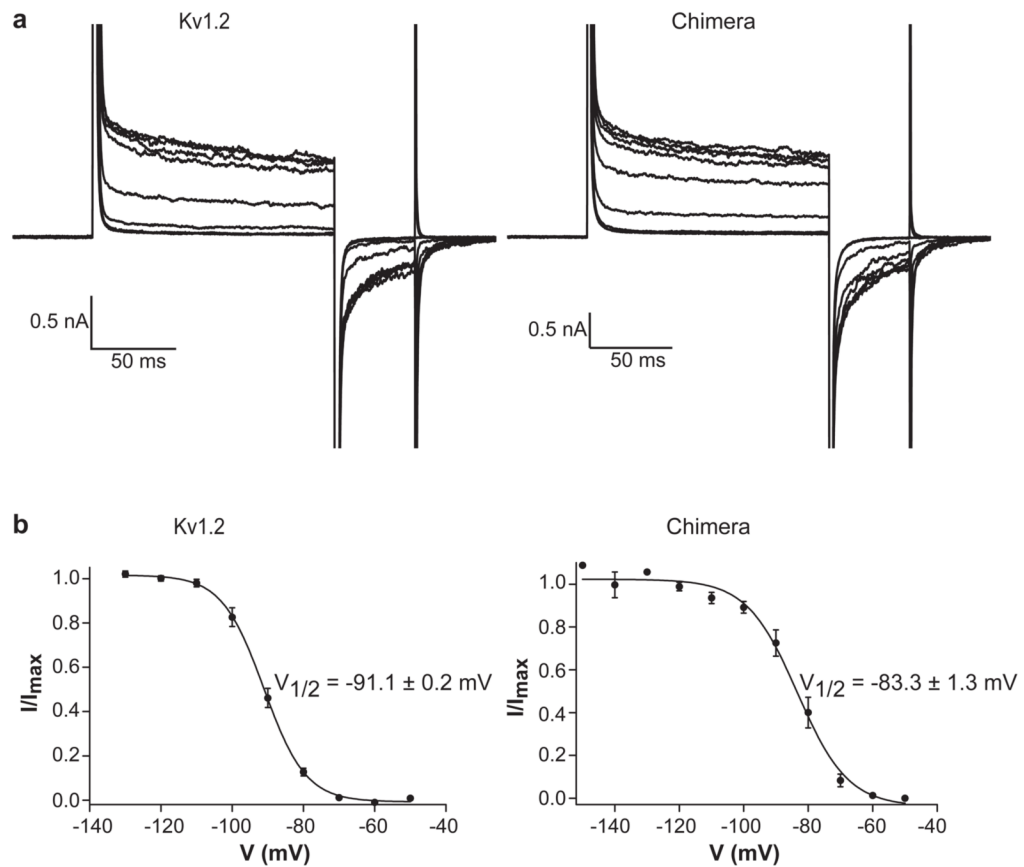 a
Kv1.2
Chimera
0.5 nA
50 ms
0.5 nA
50 ms
b
Kv1.2
Chimera
I/Imax
1.0
0.8
0.6
0.4
0.2
0.0
V1/2 = -91.1 ± 0.2 mV
-140 -120 -100 -80 -60 -40
V (mV)
I/Imax
1.0
0.8
0.6
0.4
0.2
0.0
V1/2 = -83.3 ± 1.3 mV
-140 -120 -100 -80 -60 -40
V (mV)